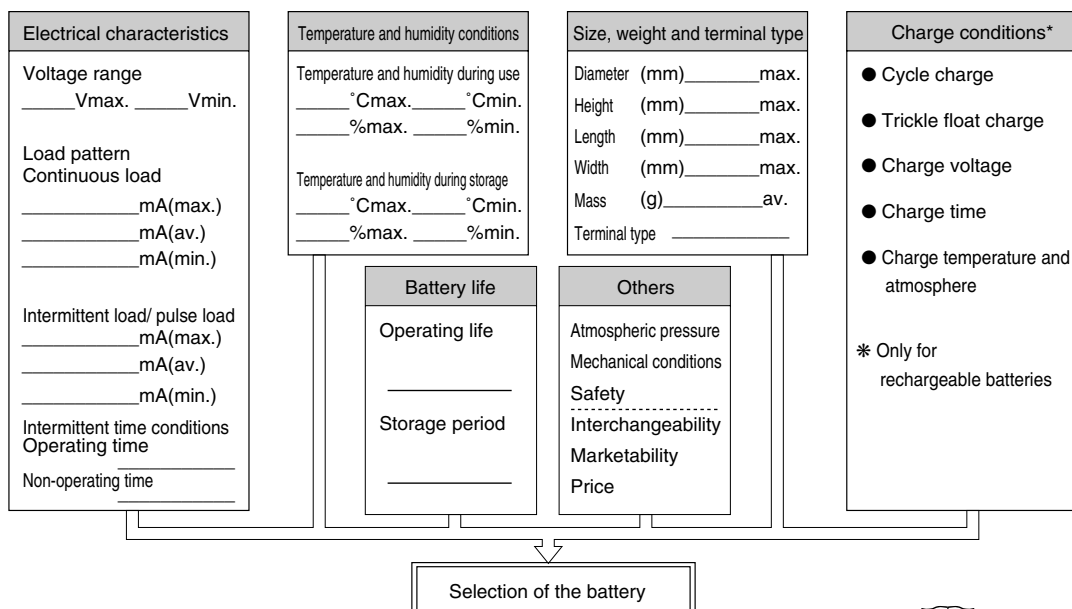 Electrical characteristics
Voltage range
_____Vmax. _____Vmin.
Load pattern
Continuous load
___________mA(max.)
___________mA(av.)
___________mA(min.)
Intermittent load/ pulse load
___________mA(max.)
___________mA(av.)
___________mA(min.)
Intermittent time conditions
Operating time ___________
Non-operating time ___________
Temperature and humidity conditions
Temperature and humidity during use
_____°Cmax._____°Cmin.
_____%max. _____%min.
Temperature and humidity during storage
_____°Cmax._____°Cmin.
_____%max. _____%min.
Size, weight and terminal type
Diameter (mm)_______max.
Height (mm)_______max.
Length (mm)_______max.
Width (mm)_______max.
Mass (g)_________av.
Terminal type ___________
Charge conditions*
● Cycle charge
● Trickle float charge
● Charge voltage
● Charge time
● Charge temperature and
atmosphere
❋ Only for
rechargeable batteries
Battery life
Operating life
___________
Storage period
___________
Others
Atmospheric pressure
Mechanical conditions
Safety
Interchangeability
Marketability
Price
Selection of the battery